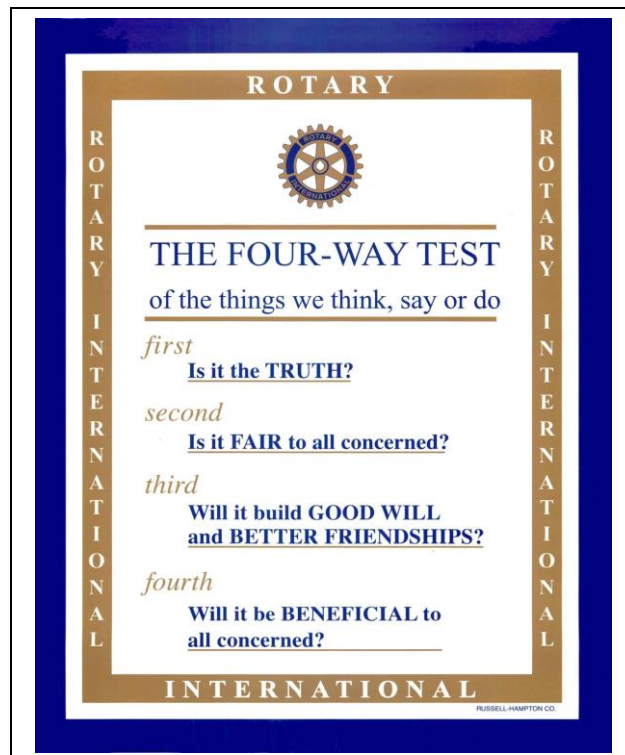 ROTARY
ROTARY INTERNATIONAL
ROTARY INTERNATIONAL
ROTARY
INTERNATIONAL
THE FOUR-WAY TEST
of the things we think, say or do
first
Is it the TRUTH?
second
Is it FAIR to all concerned?
third
Will it build GOOD WILL
and BETTER FRIENDSHIPS?
fourth
Will it be BENEFICIAL to
all concerned?
INTERNATIONAL
RUSSELL-HAMPTON CO.